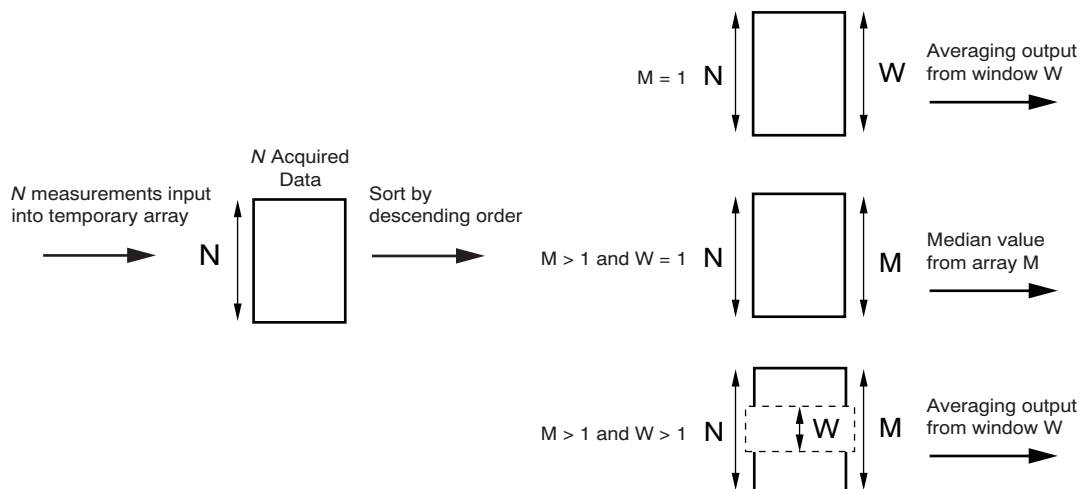 N measurements input
into temporary array
N
N Acquired
Data
Sort by
descending order
M = 1
N
W
Averaging output
from window W
M > 1 and W = 1
N
M
Median value
from array M
M > 1 and W > 1
N
W
M
Averaging output
from window W